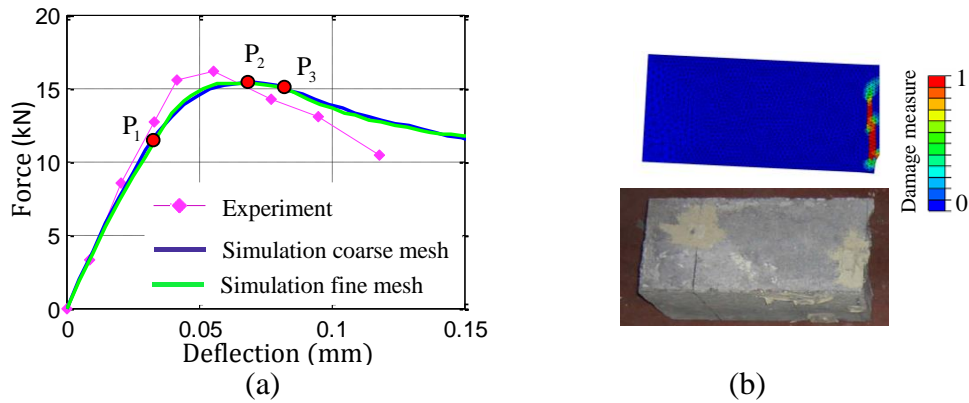 20
15
10
5
0
Force (kN)
P1
P2
P3
Experiment
Simulation coarse mesh
Simulation fine mesh
0 0.05 0.1 0.15
Deflection (mm)
(a)
Damage measure
1
0
(b)